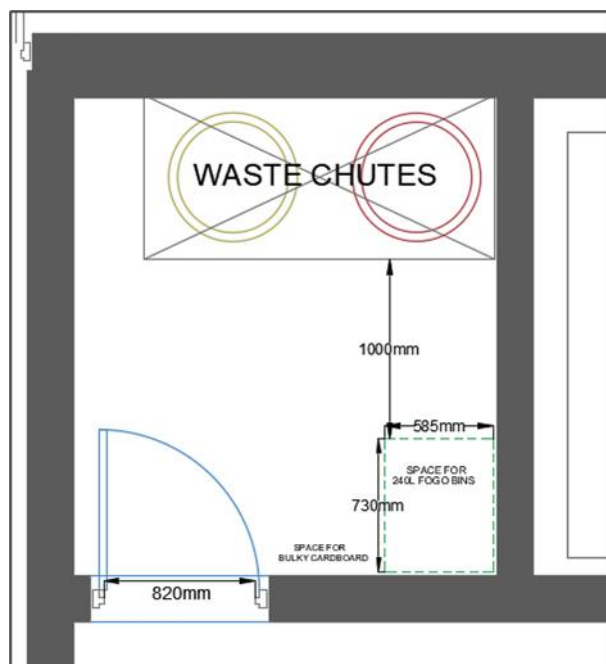 WASTE CHUTES
1000mm
585mm
SPACE FOR
240L FOGO BINS
730mm
SPACE FOR
BULKY CARDBOARD
820mm